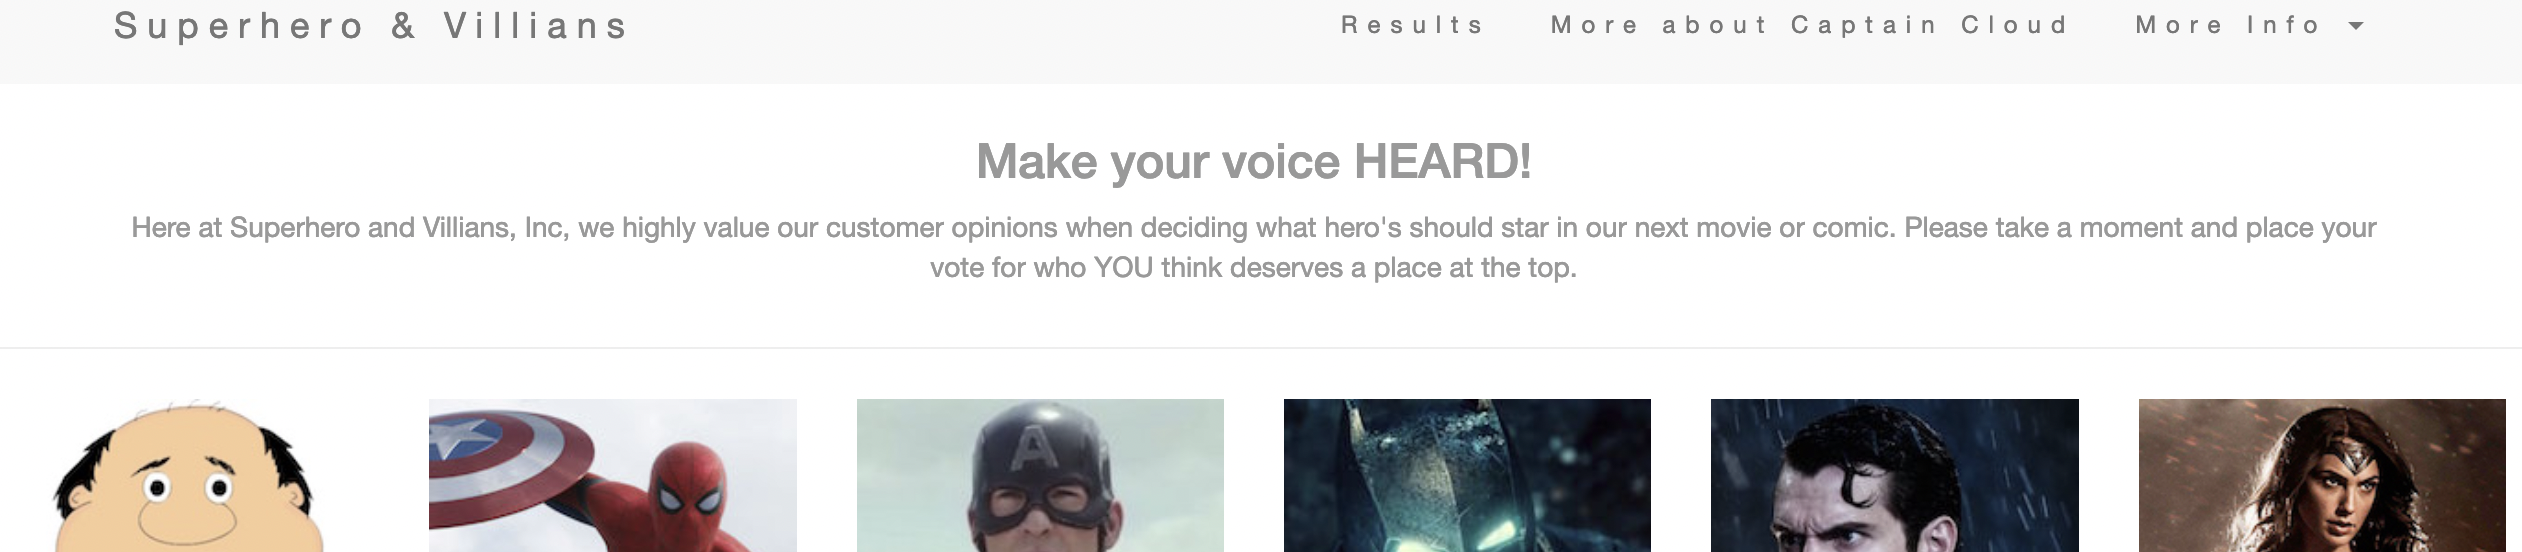 Superhero & Villians
Results
More about Captain Cloud
More Info
Make your voice HEARD!
Here at Superhero and Villians, Inc, we highly value our customer opinions when deciding what hero's should star in our next movie or comic. Please take a moment and place your
vote for who YOU think deserves a place at the top.
A